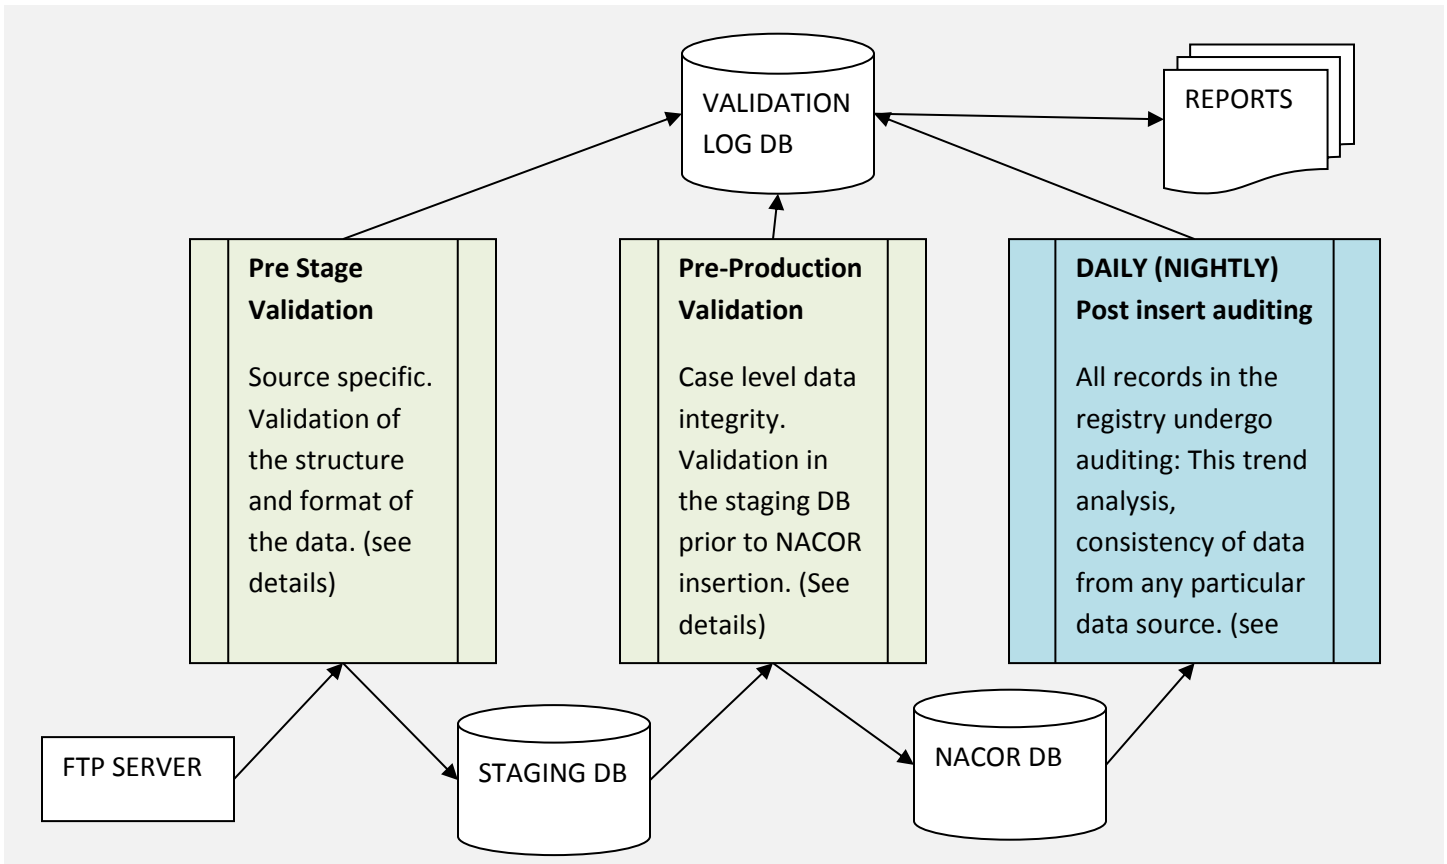 VALIDATION
LOG DB
REPORTS
Pre Stage
Validation
Source specific.
Validation of
the structure
and format of
the data. (see
details)
Pre-Production
Validation
Case level data
integrity.
Validation in
the staging DB
prior to NACOR
insertion. (See
details)
DAILY (NIGHTLY)
Post insert auditing
All records in the
registry undergo
auditing: This trend
analysis,
consistency of data
from any particular
data source. (see
FTP SERVER
STAGING DB
NACOR DB